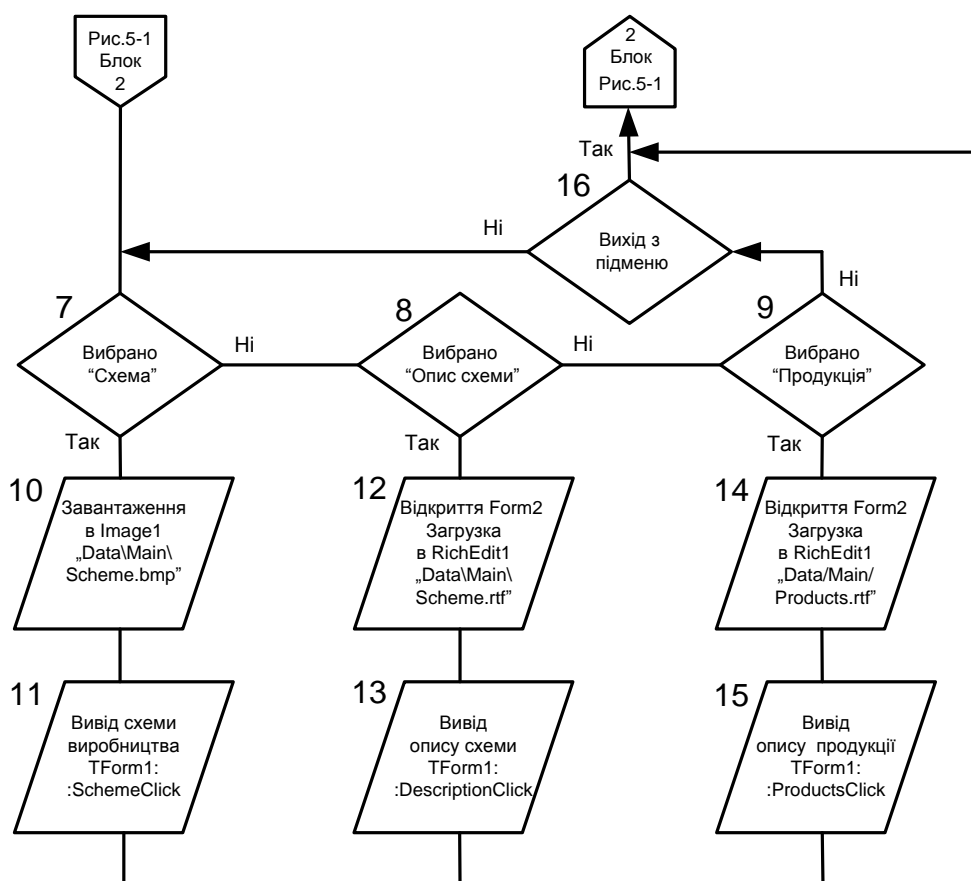 Рис.5-1
Блок
2
2
Блок
Рис.5-1
Так
16
Ні
Вихід з
підменю
Ні
7
8
9
Вибрано
“Схема”
Ні
Вибрано
“Опис схеми”
Ні
Вибрано
“Продукція”
Так
Так
Так
10
Завантаження
в Image1
„Data\Main\
Scheme.bmp”
12
Відкриття Form2
Загрузка
в RichEdit1
„Data\Main\
Scheme.rtf”
14
Відкриття Form2
Загрузка
в RichEdit1
„Data/Main/
Products.rtf”
11
Вивід схеми
виробництва
TForm1:
:SchemeClick
13
Вивід
опису схеми
TForm1:
:DescriptionClick
15
Вивід
опису продукції
TForm1:
:ProductsClick